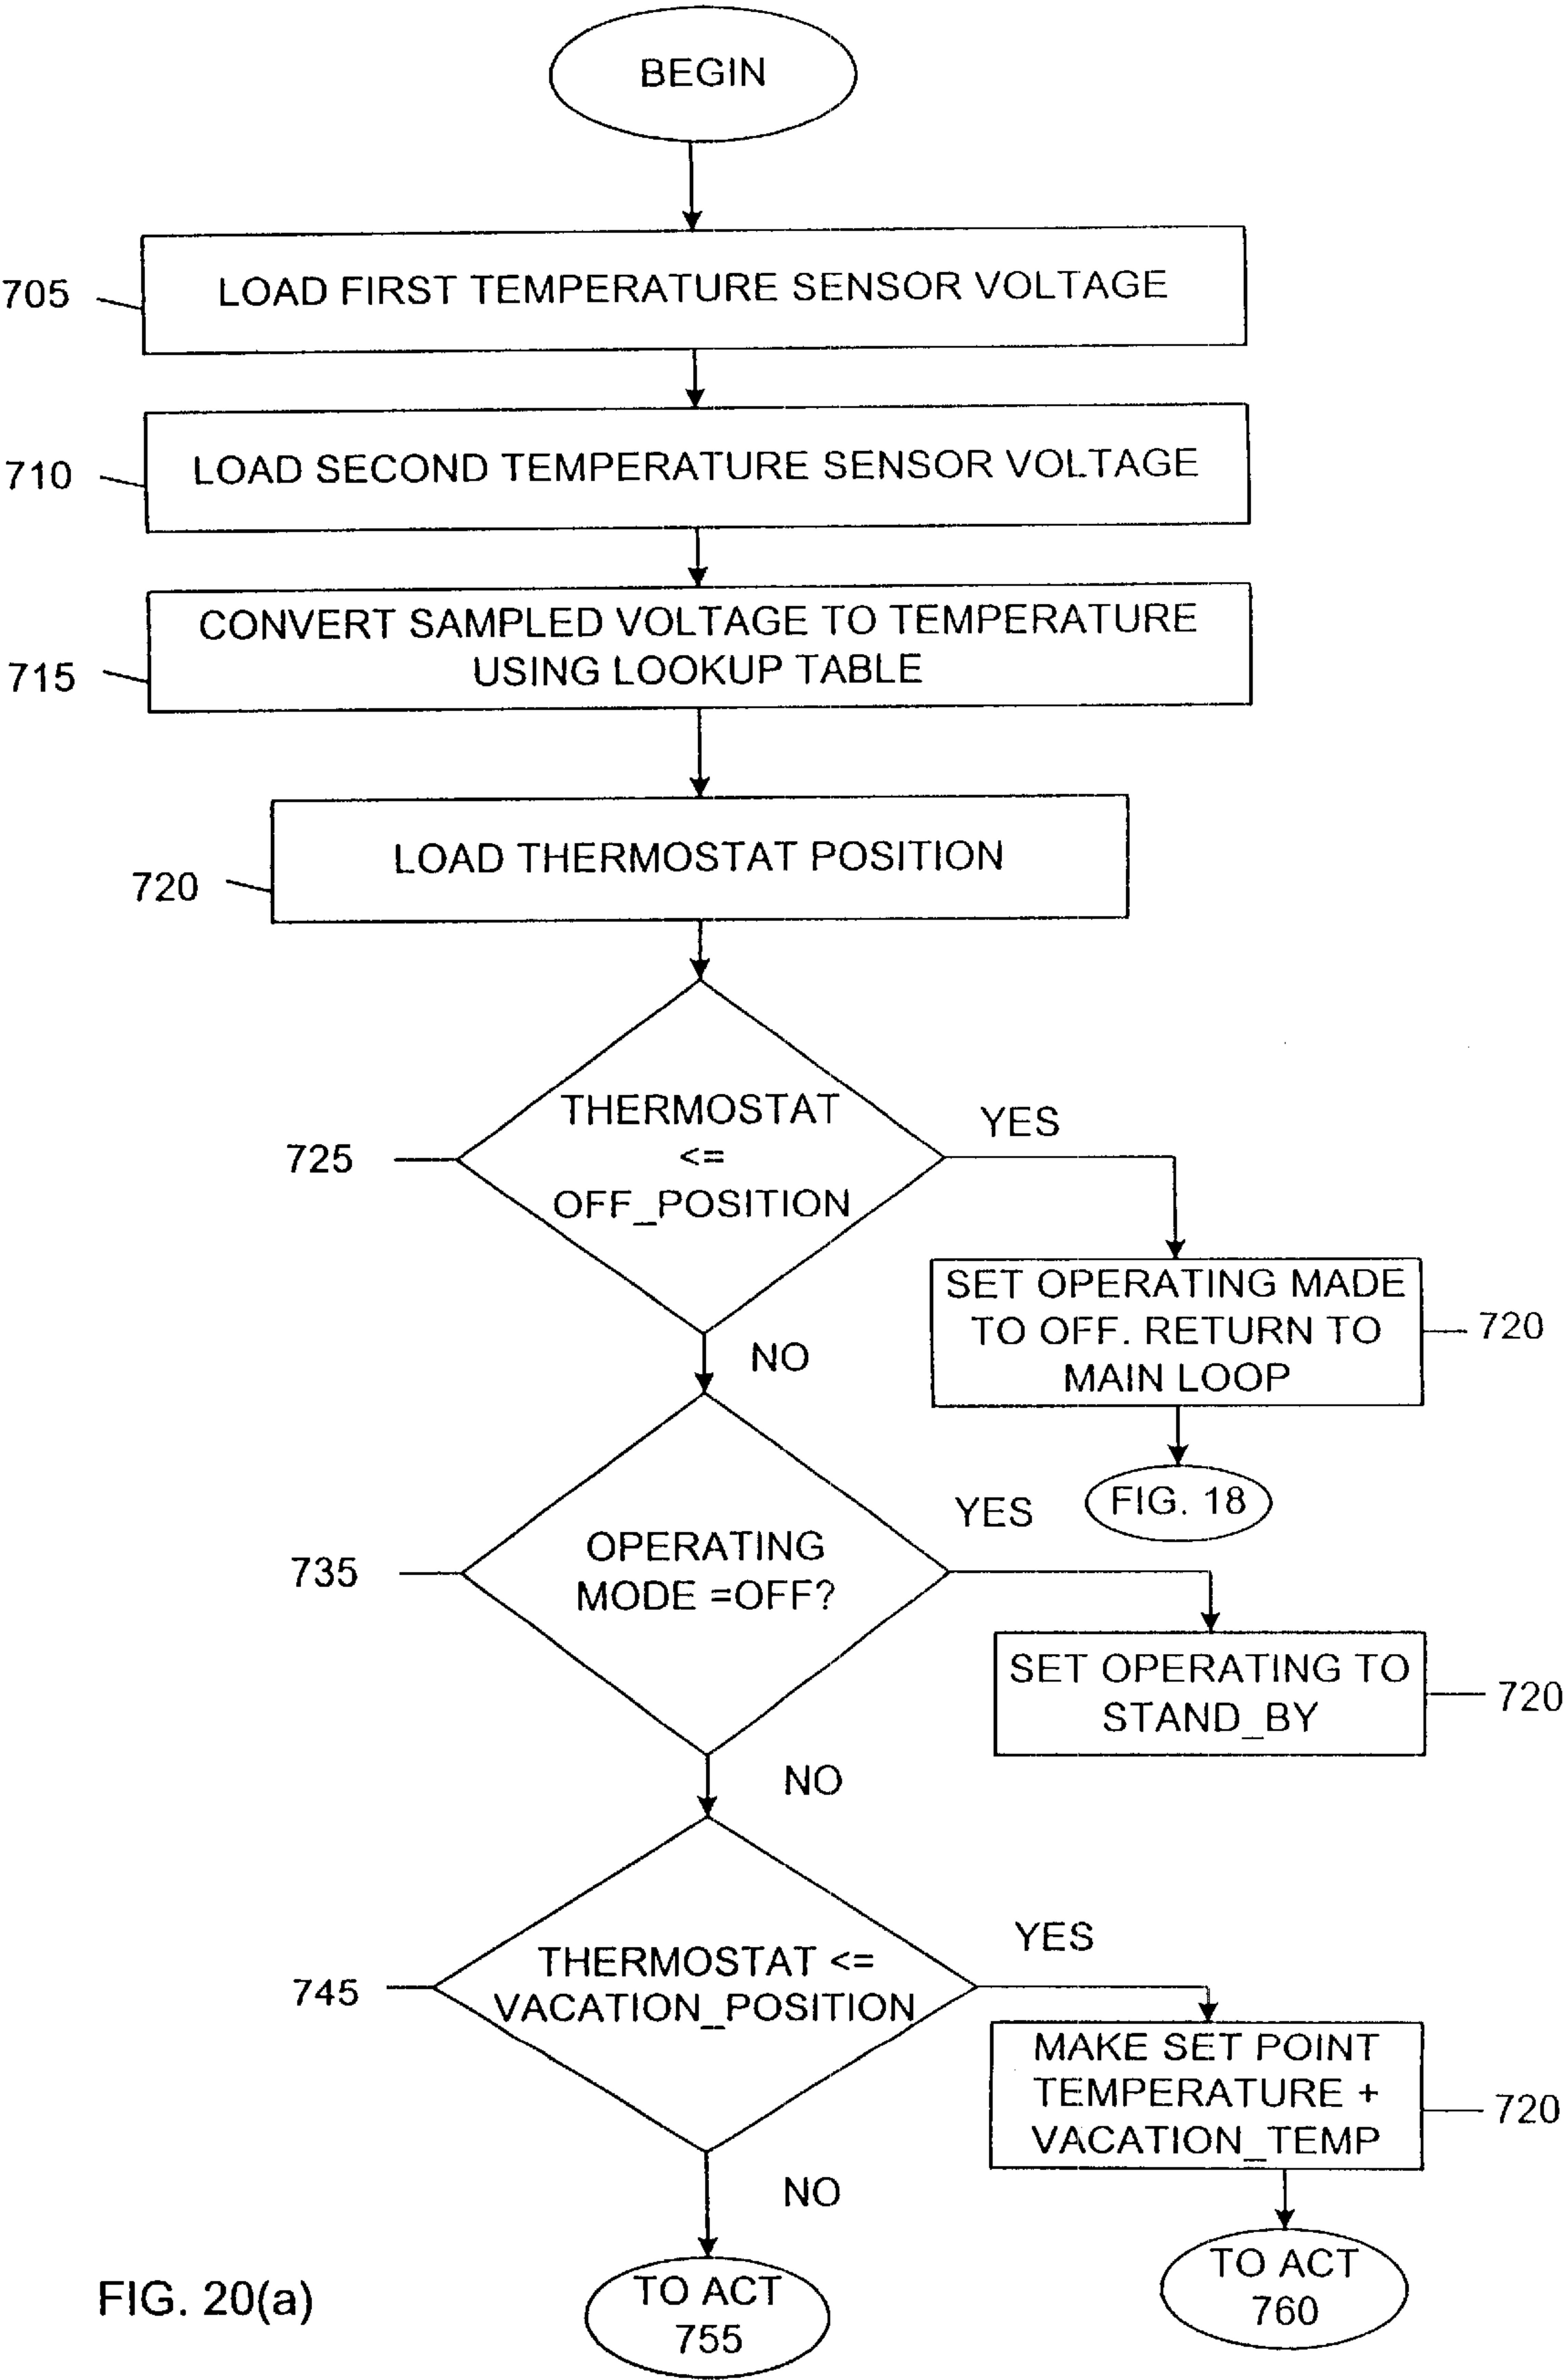 BEGIN
705
LOAD FIRST TEMPERATURE SENSOR VOLTAGE
710
LOAD SECOND TEMPERATURE SENSOR VOLTAGE
715
CONVERT SAMPLED VOLTAGE TO TEMPERATURE
USING LOOKUP TABLE
720
LOAD THERMOSTAT POSITION
725
THERMOSTAT
<=
OFF_POSITION
YES
NO
SET OPERATING MADE
TO OFF. RETURN TO
MAIN LOOP
720
FIG. 18
735
OPERATING
MODE =OFF?
YES
NO
SET OPERATING TO
STAND_BY
720
745
THERMOSTAT <=
VACATION_POSITION
YES
NO
MAKE SET POINT
TEMPERATURE +
VACATION_TEMP
720
TO ACT
755
TO ACT
760
FIG. 20(a)